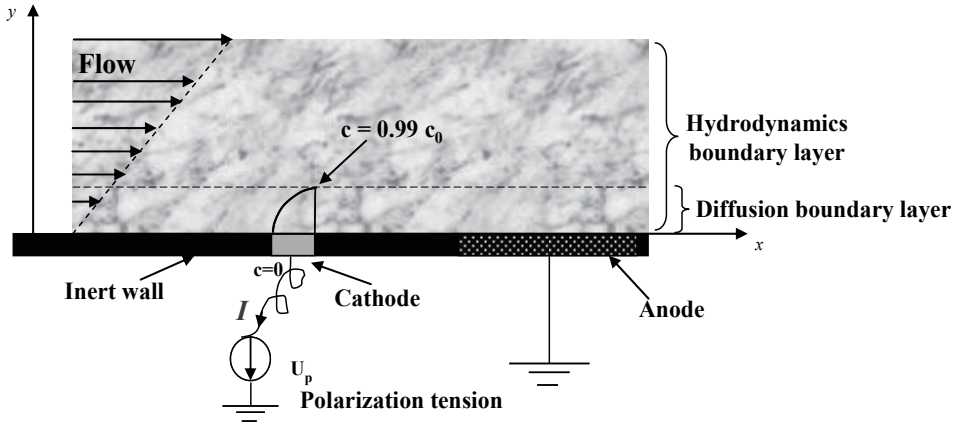 y
Flow
c = 0.99 c₀
Hydrodynamics
boundary layer
Diffusion boundary layer
x
c=0
Inert wall
Cathode
Anode
I
Uₚ
Polarization tension